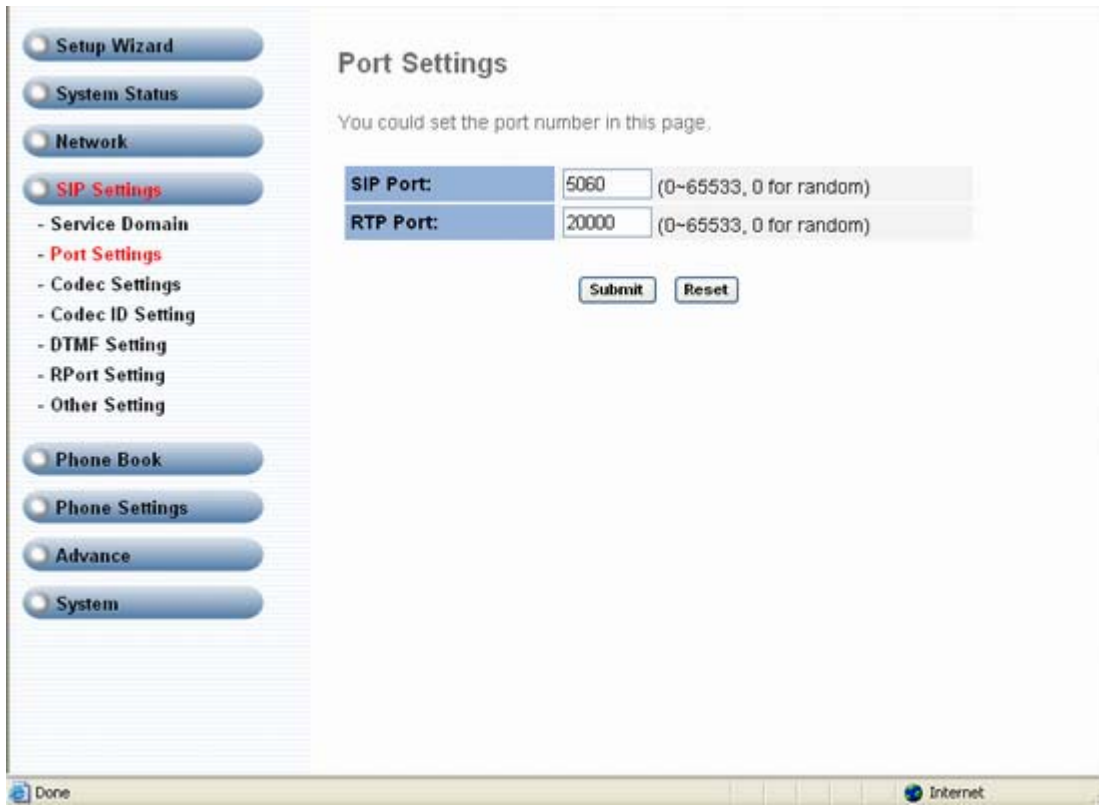 Setup Wizard
System Status
Network
SIP Settings
- Service Domain
- Port Settings
- Codec Settings
- Codec ID Setting
- DTMF Setting
- RPort Setting
- Other Setting
Phone Book
Phone Settings
Advance
System
Port Settings
You could set the port number in this page.
SIP Port: 5060 (0~65533, 0 for random)
RTP Port: 20000 (0~65533, 0 for random)
Submit Reset
Done Internet